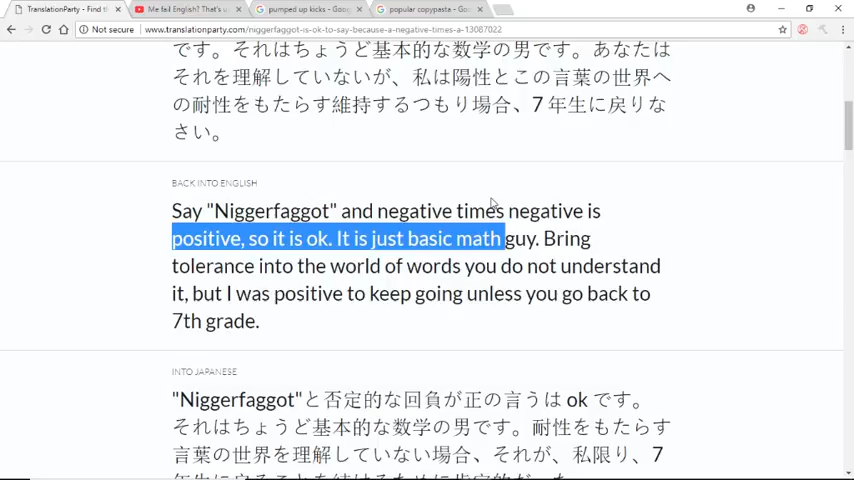 TranslationParty - Find th
Me fail English? That's u
pumped up kicks - Goog
popular copypasta - Goo
Not secure
www.translationparty.com/niggerfaggot-is-ok-to-say-because-a-negative-times-a-13087022
です。それはちょうど基本的な数学の男です。あなたは
それを理解していないが、私は陽性とこの言葉の世界へ
の耐性をもたらす維持するつもり場合、7 年生に戻りな
さい。
BACK INTO ENGLISH
Say "Niggerfaggot" and negative times negative is
positive, so it is ok. It is just basic math guy. Bring
tolerance into the world of words you do not understand
it, but I was positive to keep going unless you go back to
7th grade.
INTO JAPANESE
"Niggerfaggot"と否定的な回負が正の言うは ok です。
それはちょうど基本的な数学の男です。耐性をもたらす
言葉の世界を理解していない場合、それが、私限り、7